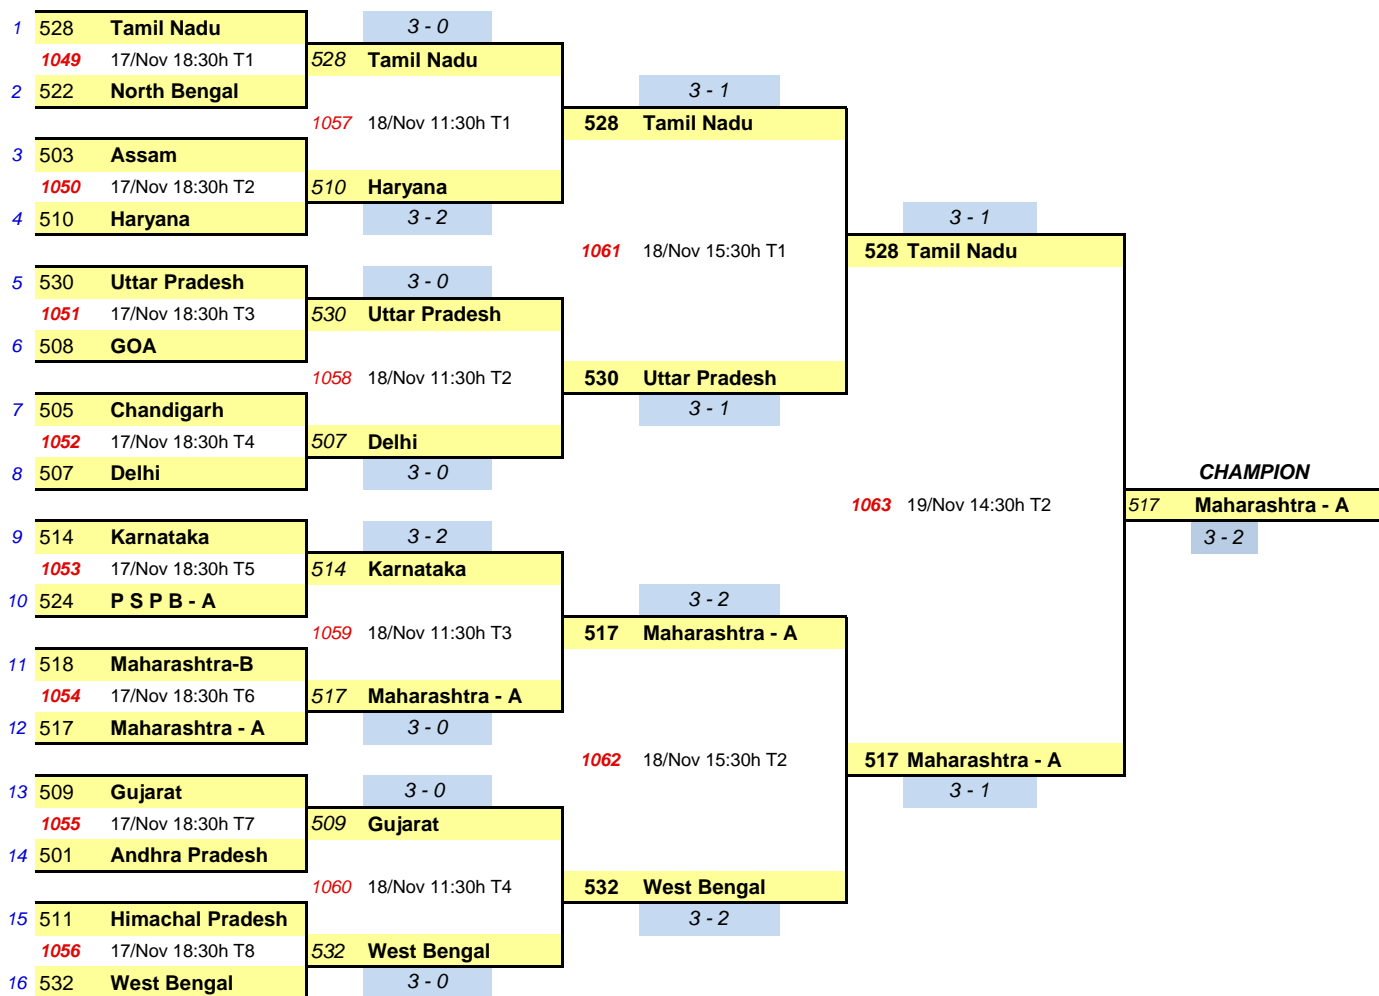 1 528 Tamil Nadu 3 - 0
1049 17/Nov 18:30h T1 528 Tamil Nadu
2 522 North Bengal 3 - 1
1057 18/Nov 11:30h T1 528 Tamil Nadu
3 503 Assam
1050 17/Nov 18:30h T2 510 Haryana
4 510 Haryana 3 - 2 3 - 1
1061 18/Nov 15:30h T1 528 Tamil Nadu
5 530 Uttar Pradesh 3 - 0
1051 17/Nov 18:30h T3 530 Uttar Pradesh
6 508 GOA
1058 18/Nov 11:30h T2 530 Uttar Pradesh
7 505 Chandigarh 3 - 1
1052 17/Nov 18:30h T4 507 Delhi
8 507 Delhi 3 - 0 CHAMPION
1063 19/Nov 14:30h T2 517 Maharashtra - A
9 514 Karnataka 3 - 2 3 - 2
1053 17/Nov 18:30h T5 514 Karnataka
10 524 P S P B - A 3 - 2
1059 18/Nov 11:30h T3 517 Maharashtra - A
11 518 Maharashtra-B
1054 17/Nov 18:30h T6 517 Maharashtra - A
12 517 Maharashtra - A 3 - 0
1062 18/Nov 15:30h T2 517 Maharashtra - A
13 509 Gujarat 3 - 0 3 - 1
1055 17/Nov 18:30h T7 509 Gujarat
14 501 Andhra Pradesh
1060 18/Nov 11:30h T4 532 West Bengal
15 511 Himachal Pradesh 3 - 2
1056 17/Nov 18:30h T8 532 West Bengal
16 532 West Bengal 3 - 0